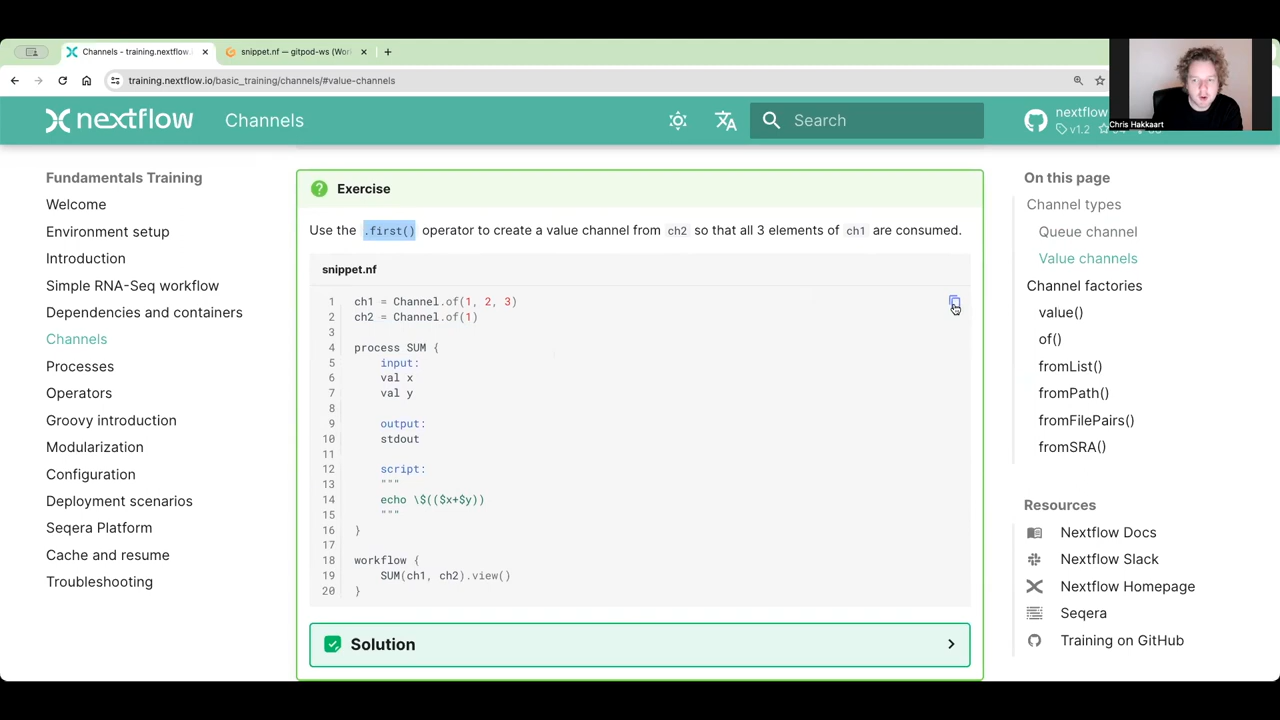 Channels - training.nextflow.
snippet.nf — gitpod-ws (Wor
training.nextflow.io/basic_training/channels/#value-channels
nextflow
Channels
Search
nextflow
v1.2
Chris Hakkaart
Fundamentals Training
Welcome
Environment setup
Introduction
Simple RNA-Seq workflow
Dependencies and containers
Channels
Processes
Operators
Groovy introduction
Modularization
Configuration
Deployment scenarios
Seqera Platform
Cache and resume
Troubleshooting
Exercise
Use the .first() operator to create a value channel from ch2 so that all 3 elements of ch1 are consumed.
snippet.nf
1 ch1 = Channel.of(1, 2, 3)
2 ch2 = Channel.of(1)
3
4 process SUM {
5 input:
6 val x
7 val y
8
9 output:
10 stdout
11
12 script:
13 """
14 echo \$(($x+$y))
15 """
16 }
17
18 workflow {
19 SUM(ch1, ch2).view()
20 }
Solution
On this page
Channel types
Queue channel
Value channels
Channel factories
value()
of()
fromList()
fromPath()
fromFilePairs()
fromSRA()
Resources
Nextflow Docs
Nextflow Slack
Nextflow Homepage
Seqera
Training on GitHub